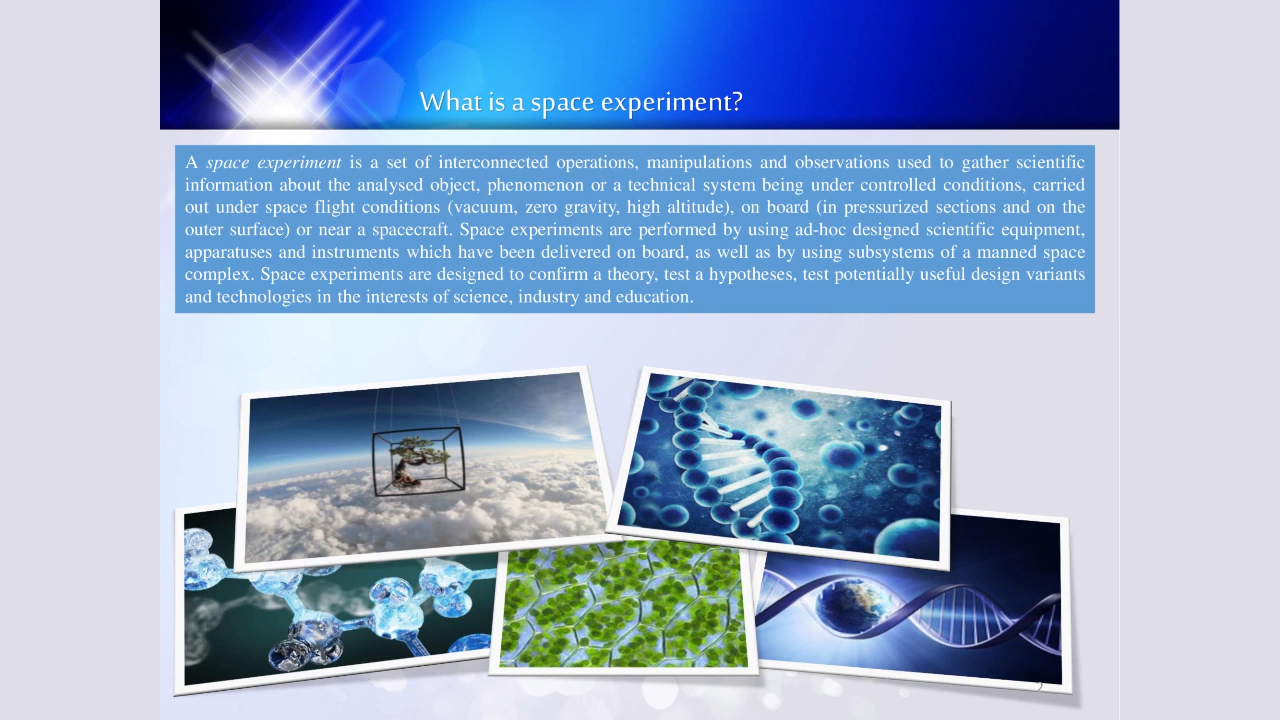 What is a space experiment?
A space experiment is a set of interconnected operations, manipulations and observations used to gather scientific
information about the analysed object, phenomenon or a technical system being under controlled conditions, carried
out under space flight conditions (vacuum, zero gravity, high altitude), on board (in pressurized sections and on the
outer surface) or near a spacecraft. Space experiments are performed by using ad-hoc designed scientific equipment,
apparatuses and instruments which have been delivered on board, as well as by using subsystems of a manned space
complex. Space experiments are designed to confirm a theory, test a hypotheses, test potentially useful design variants
and technologies in the interests of science, industry and education.